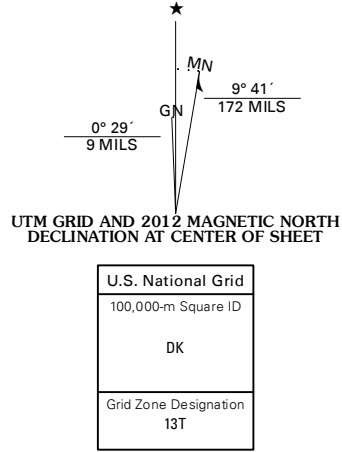 MN
GN
9° 41´
172 MILS
0° 29´
9 MILS
UTM GRID AND 2012 MAGNETIC NORTH
DECLINATION AT CENTER OF SHEET
U.S. National Grid
100,000-m Square ID
DK
Grid Zone Designation
13T